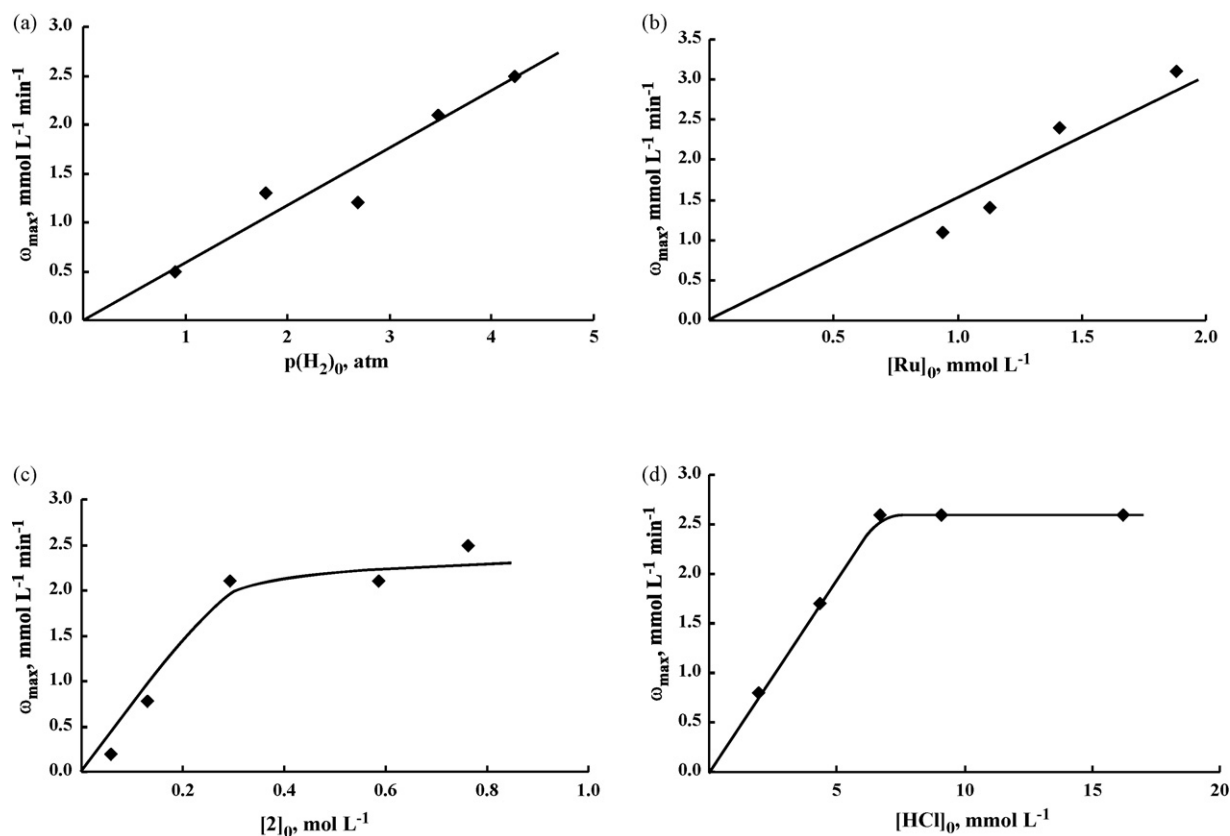 (a)
3.0
2.5
2.0
1.5
1.0
0.5
0.0
ωmax, mmol L-1 min-1
1 2 3 4 5
p(H2)0, atm
(b)
3.5
3.0
2.5
2.0
1.5
1.0
0.5
0.0
ωmax, mmol L-1 min-1
0.5 1.0 1.5 2.0
[Ru]0, mmol L-1
(c)
3.0
2.5
2.0
1.5
1.0
0.5
0.0
ωmax, mmol L-1 min-1
0.2 0.4 0.6 0.8 1.0
[2]0, mol L-1
(d)
3.0
2.5
2.0
1.5
1.0
0.5
0.0
ωmax, mmol L-1 min-1
5 10 15 20
[HCl]0, mmol L-1